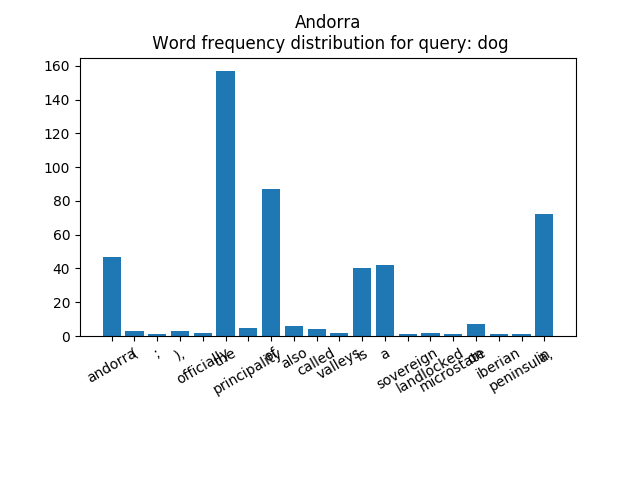 Andorra
Word frequency distribution for query: dog
160
140
120
100
80
60
40
20
0
andorra
(
;
),
officially
the
principality
of
also
called
valleys
is
a
sovereign
landlocked
microstate
on
iberian
peninsula,
in